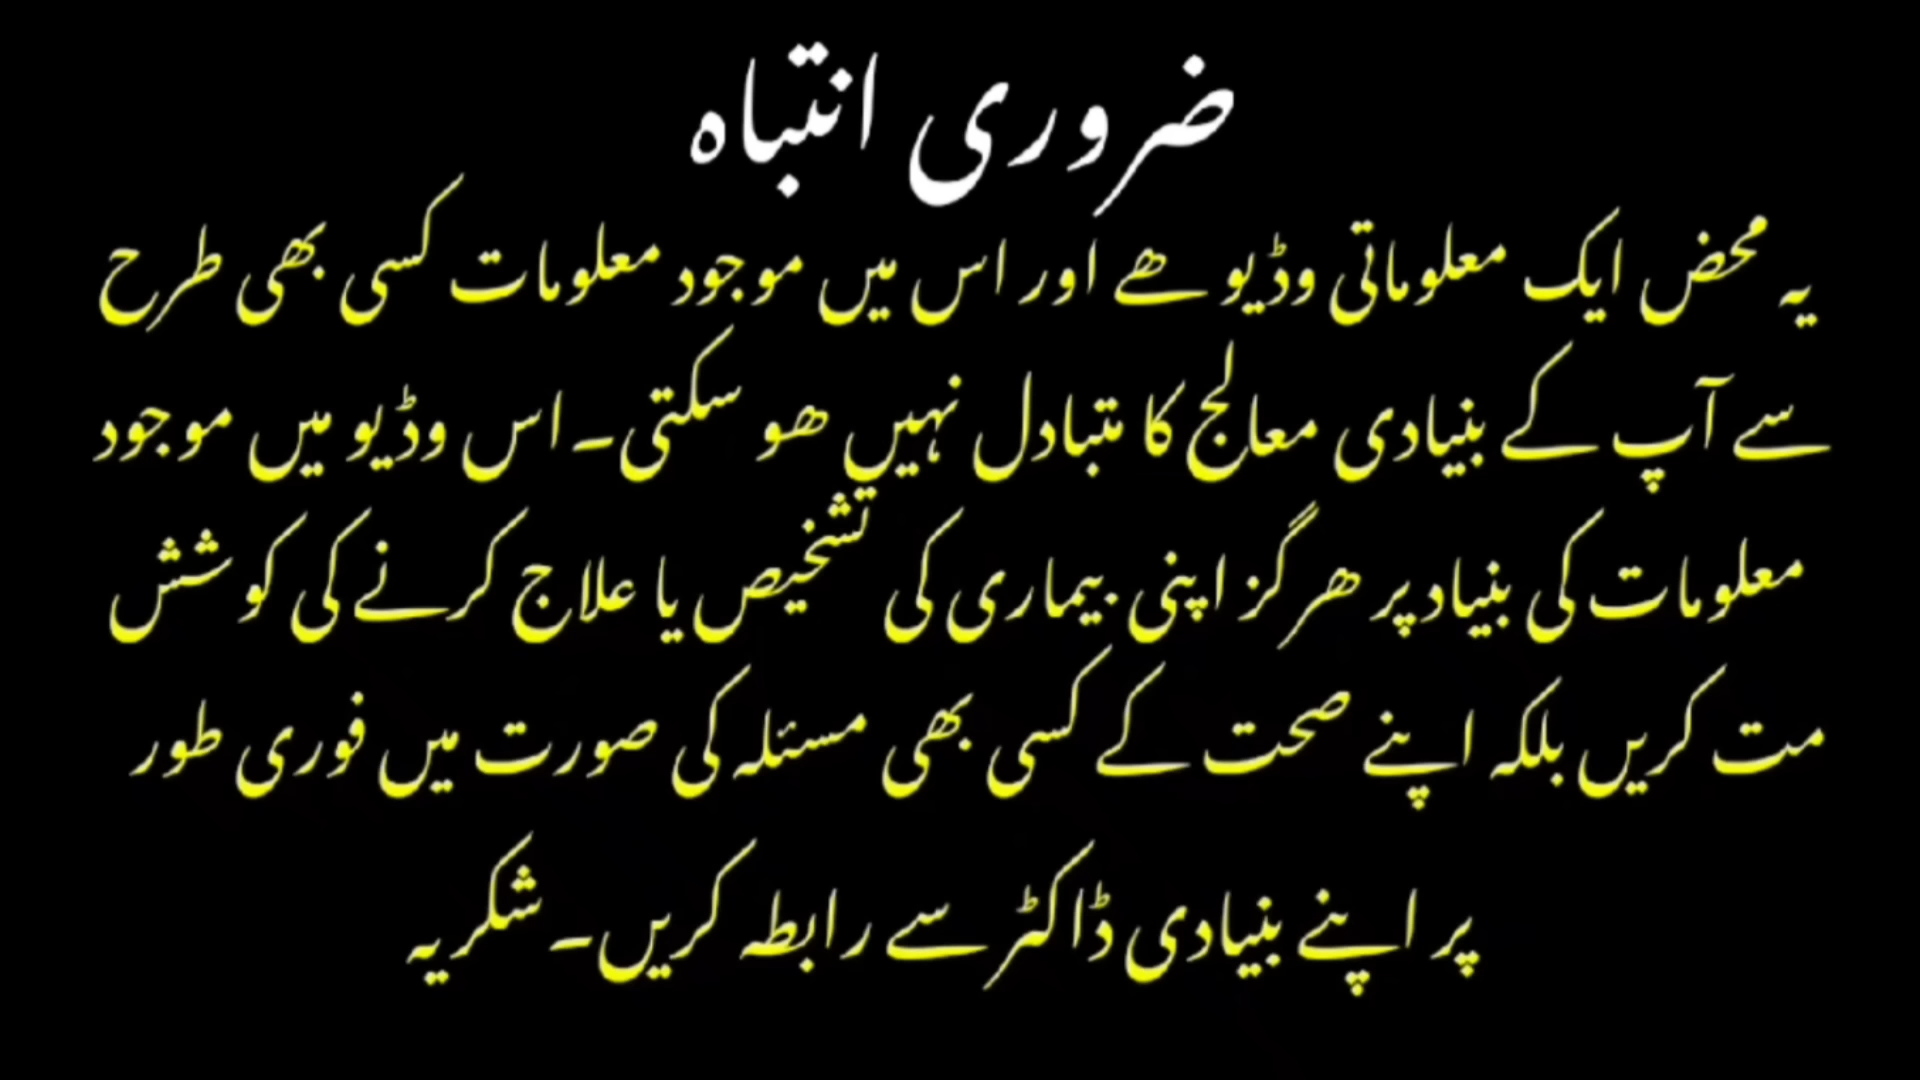 ضروری انتباہ
یہ محض ایک معلوماتی وڈیو ھے اور اس میں موجود معلومات کسی بھی طرح
سے آپ کے بنیادی معالج کا متبادل نہیں ھو سکتی۔ اس وڈیو میں موجود
معلومات کی بنیاد پر ھرگز اپنی بیماری کی تشخیص یا علاج کرنے کی کوشش
مت کریں بلکہ اپنے صحت کے کسی بھی مسئلہ کی صورت میں فوری طور
پر اپنے بنیادی ڈاکٹر سے رابطہ کریں۔ شکریہ